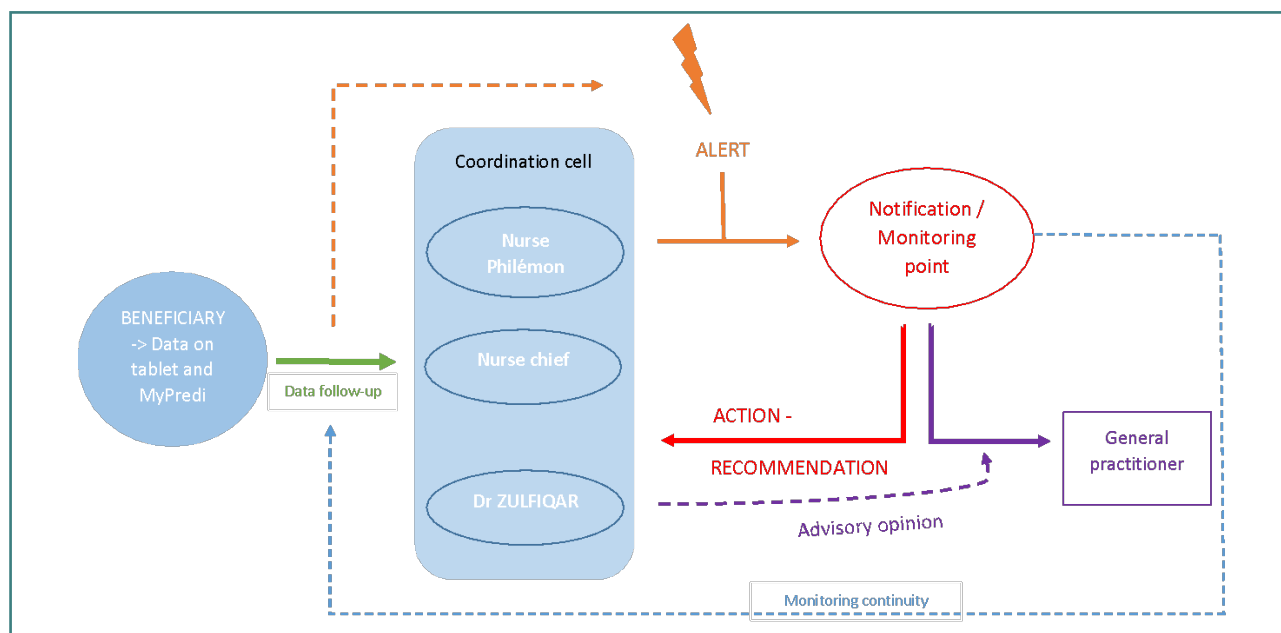 BENEFICIARY
-> Data on
tablet and
MyPredi
Data follow-up
Coordination cell
Nurse
Philémon
Nurse chief
Dr ZULFIQAR
ALERT
Notification /
Monitoring
point
ACTION -
RECOMMENDATION
Advisory opinion
General
practitioner
Monitoring continuity